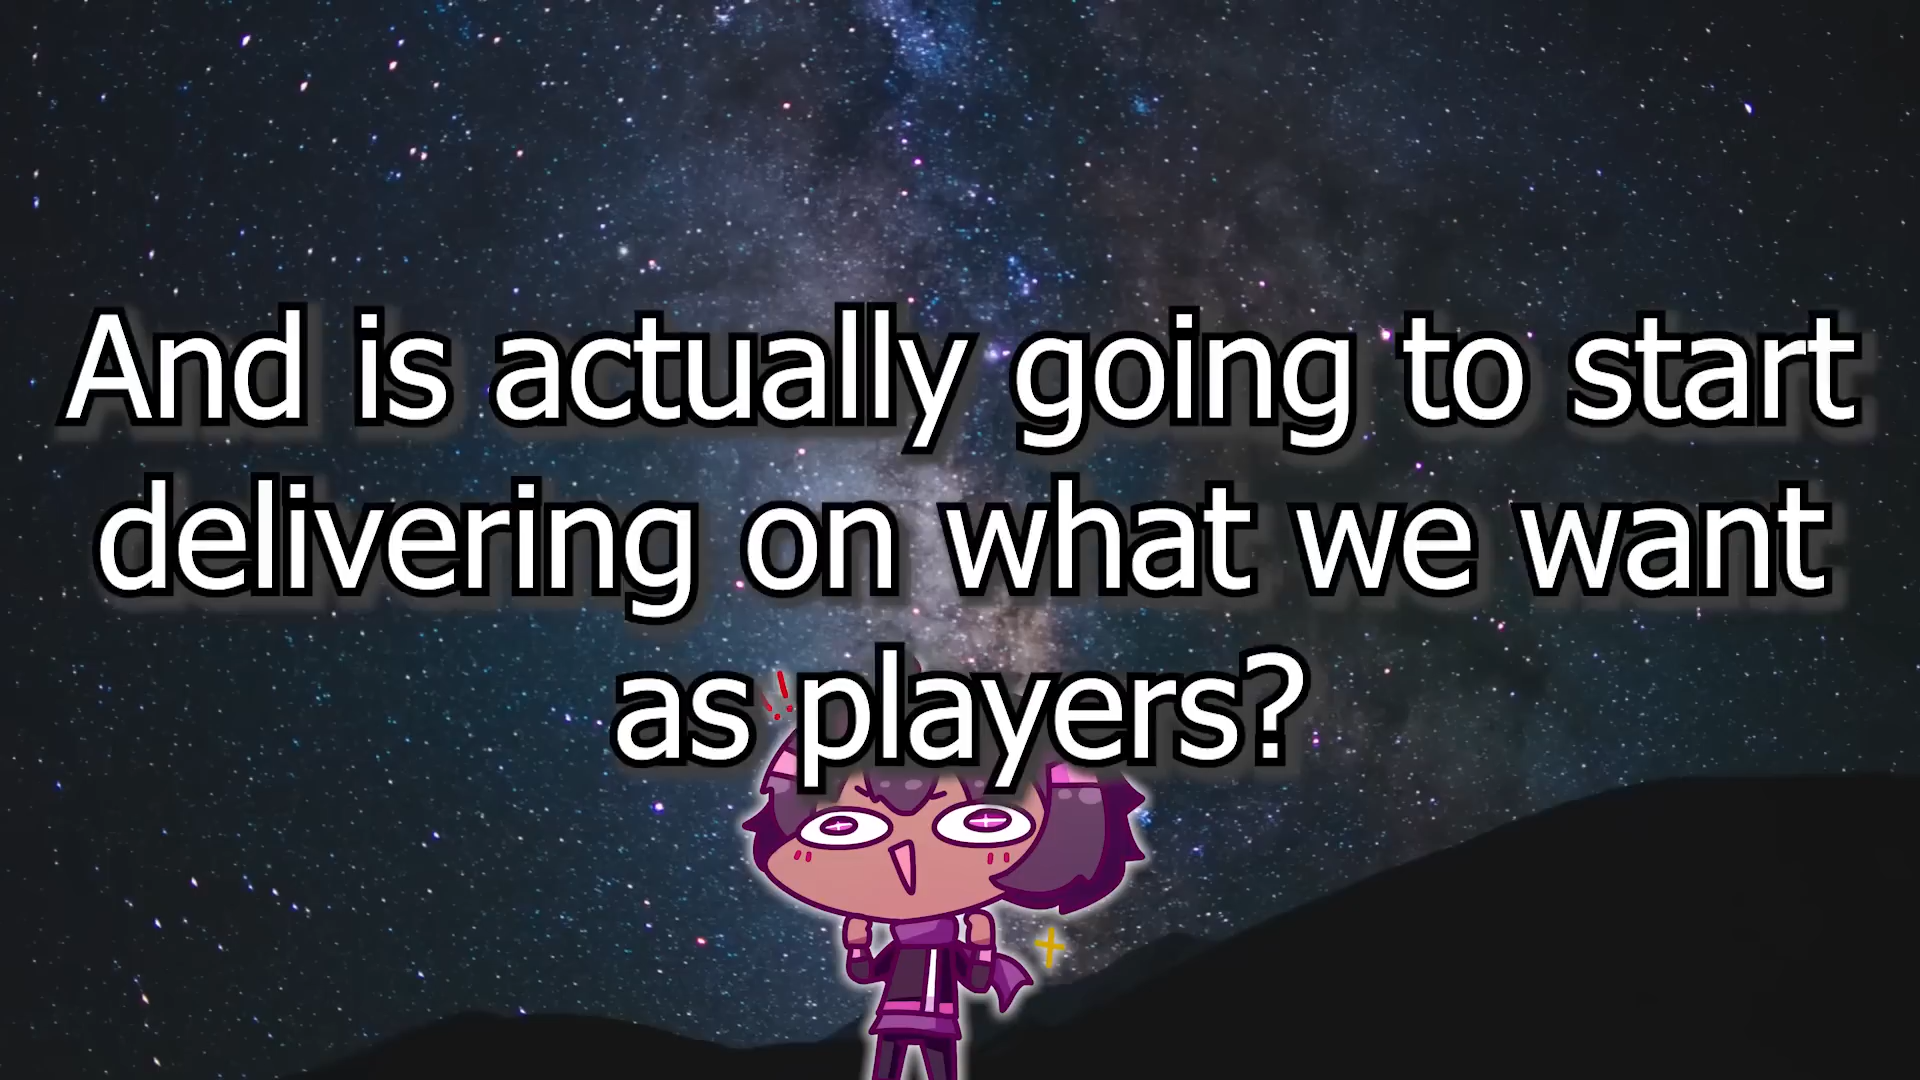 And is actually going to start
delivering on what we want
as players?